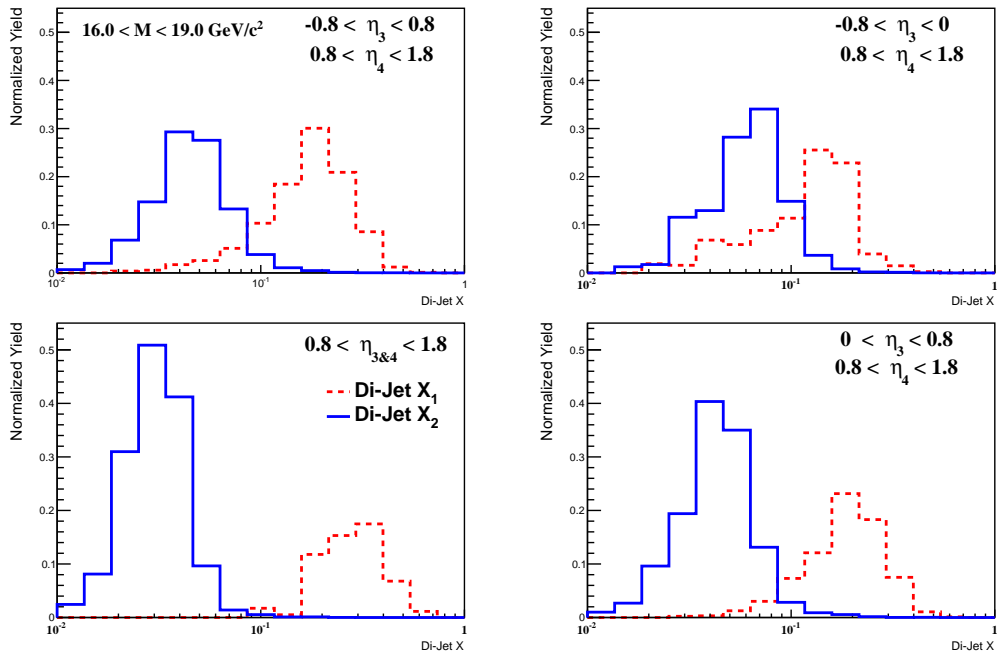 Normalized Yield
0.5
0.4
0.3
0.2
0.1
0
16.0 < M < 19.0 GeV/c²
-0.8 < η₃ < 0.8
0.8 < η₄ < 1.8
10⁻² 10⁻¹ 1
Di-Jet X
Normalized Yield
0.5
0.4
0.3
0.2
0.1
0
-0.8 < η₃ < 0
0.8 < η₄ < 1.8
10⁻² 10⁻¹ 1
Di-Jet X
Normalized Yield
0.5
0.4
0.3
0.2
0.1
0
0.8 < η₃&₄ < 1.8
Di-Jet X₁
Di-Jet X₂
10⁻² 10⁻¹ 1
Di-Jet X
Normalized Yield
0.5
0.4
0.3
0.2
0.1
0
0 < η₃ < 0.8
0.8 < η₄ < 1.8
10⁻² 10⁻¹ 1
Di-Jet X